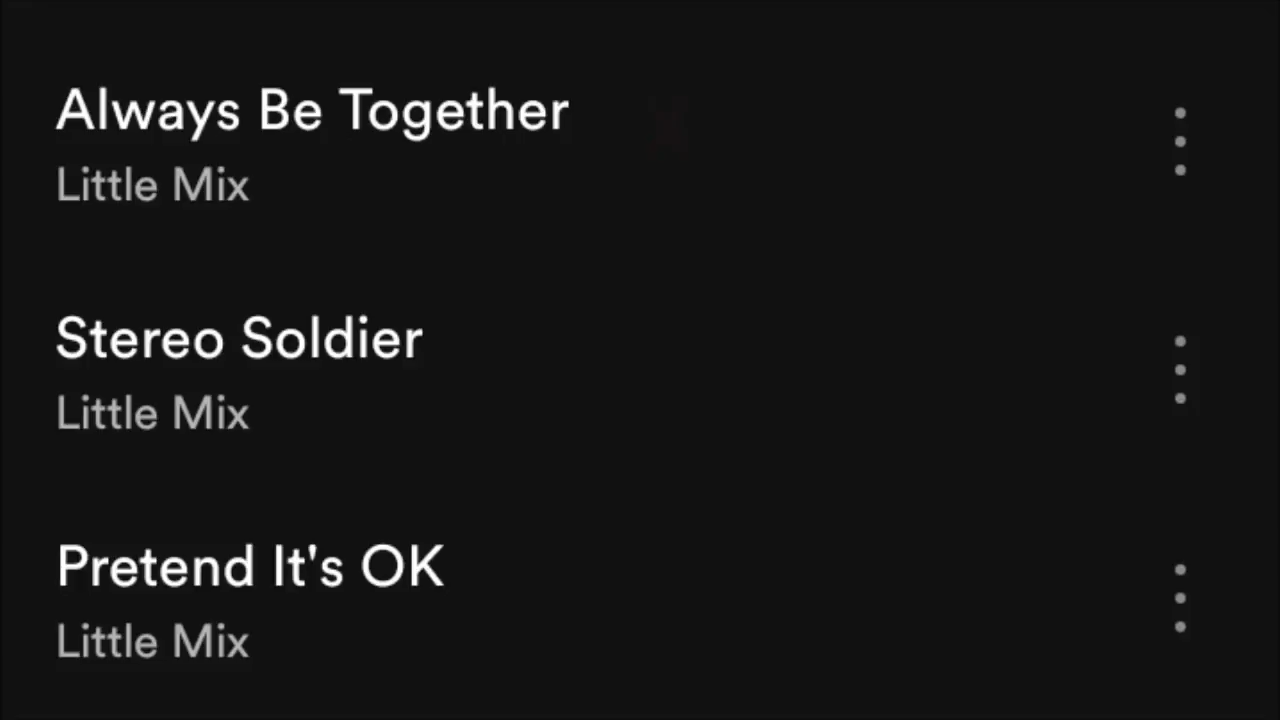 Always Be Together
Little Mix
Stereo Soldier
Little Mix
Pretend It's OK
Little Mix